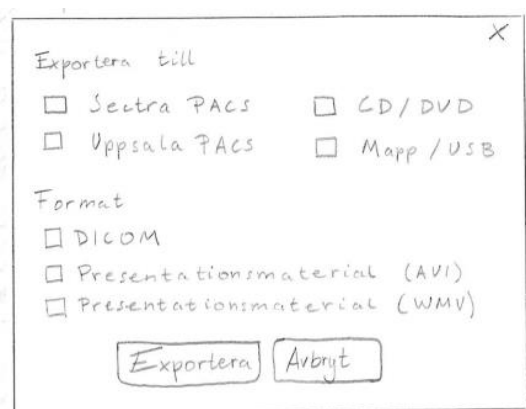 X
Exportera till
Sectra PACS
CD/DVD
Uppsala PACS
Mapp/USB
Format
DICOM
Presentationsmaterial (AVI)
Presentationsmaterial (WMV)
Exportera
Avbryt